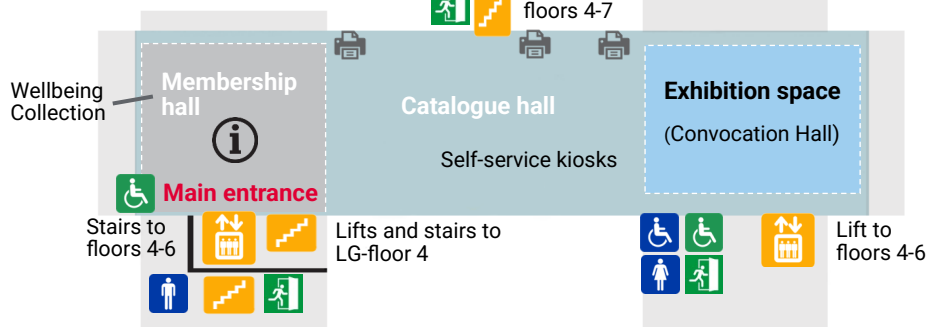 floors 4-7
Wellbeing
Collection
Membership
hall
Catalogue hall
Exhibition space
(Convocation Hall)
Self-service kiosks
Main entrance
Stairs to
floors 4-6
Lifts and stairs to
LG-floor 4
Lift to
floors 4-6